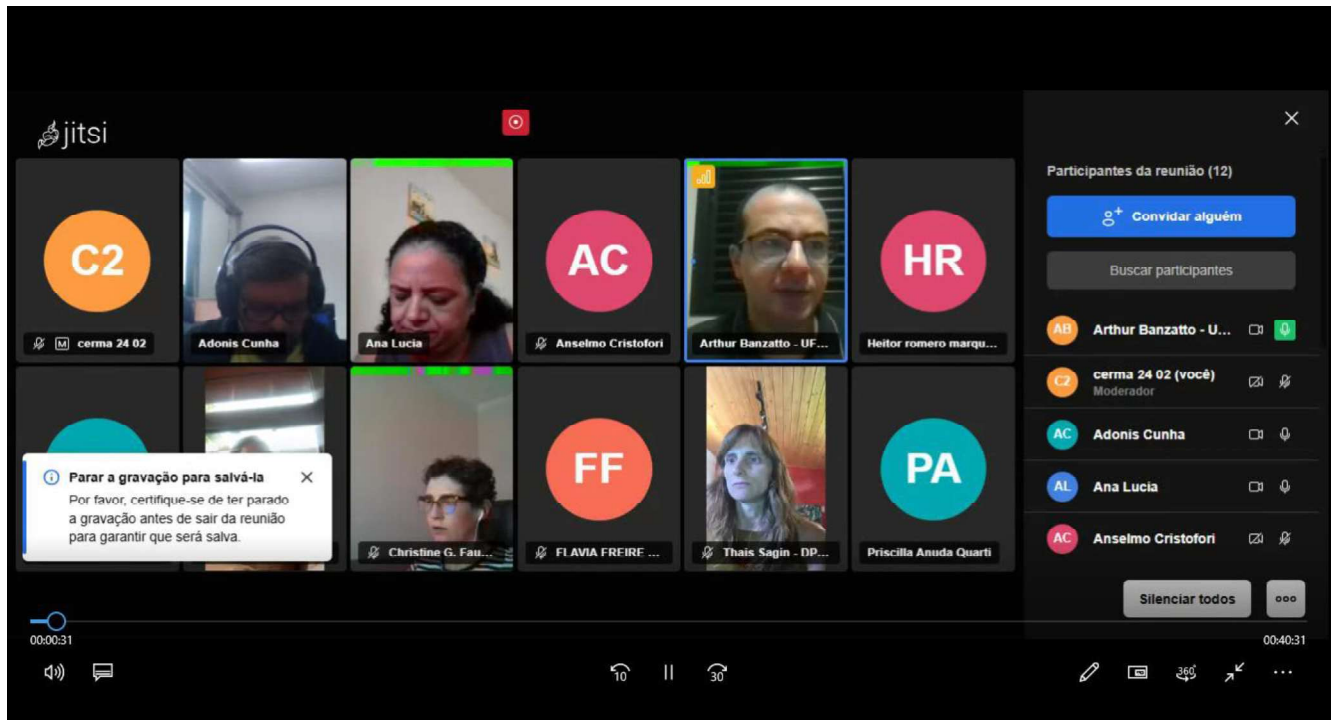 jitsi
Participantes da reunião (12)
Convidar alguém
Buscar participantes
C2
cerma 24 02
Adonis Cunha
Ana Lucia
AC
Anselmo Cristofori
Arthur Banzatto - UF...
HR
Heitor romero marqu...
AB
Arthur Banzatto - U...
C2
cerma 24 02 (você)
Moderador
AC
Adonis Cunha
AL
Ana Lucia
AC
Anselmo Cristofori
Parar a gravação para salvá-la
Por favor, certifique-se de ter parado
a gravação antes de sair da reunião
para garantir que será salva.
Christine G. Fau...
FF
FLAVIA FREIRE ...
Thais Sagin - DP...
PA
Priscilla Anuda Quarti
Silenciar todos
00:00:31
00:40:31
10
30
360°